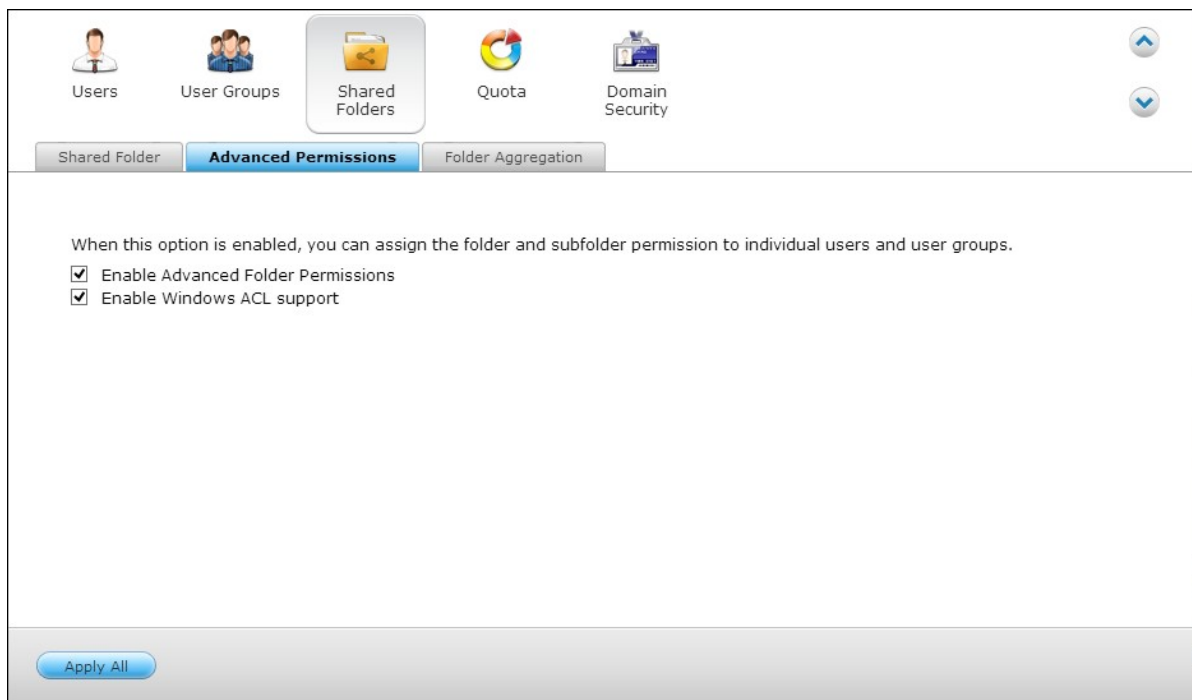 Users
User Groups
Shared
Folders
Quota
Domain
Security
Shared Folder
Advanced Permissions
Folder Aggregation
When this option is enabled, you can assign the folder and subfolder permission to individual users and user groups.
Enable Advanced Folder Permissions
Enable Windows ACL support
Apply All